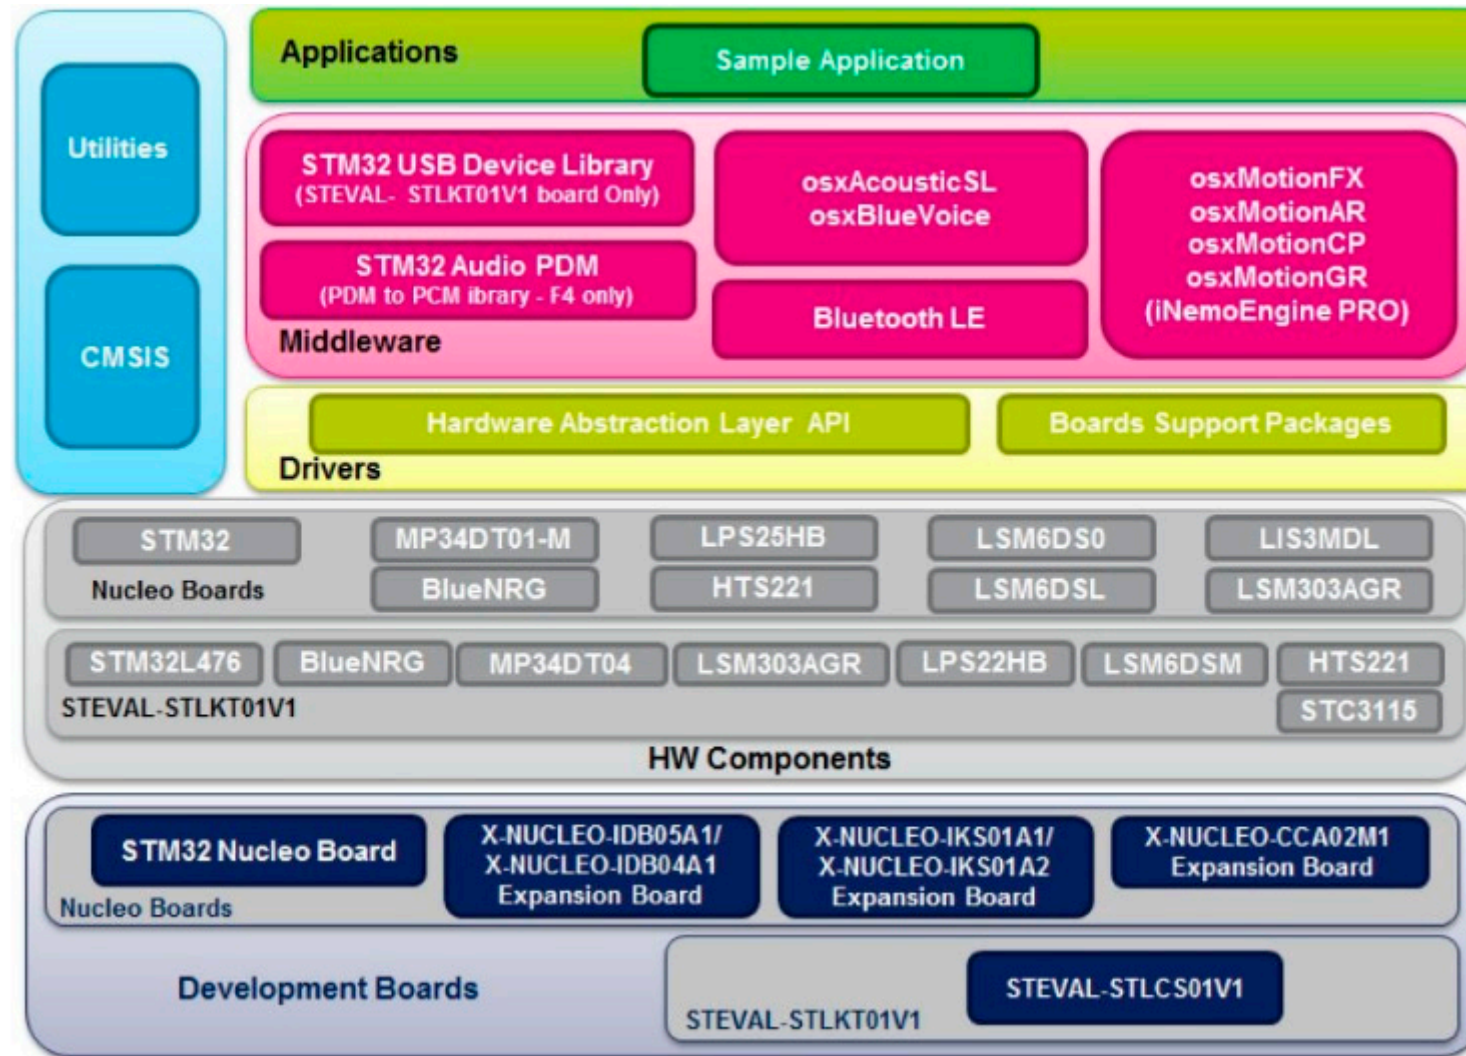 Utilities
CMSIS
Applications
Sample Application
STM32 USB Device Library
(STEVAL- STLKT01V1 board Only)
STM32 Audio PDM
(PDM to PCM ibrary - F4 only)
osxAcousticSL
osxBlueVoice
Bluetooth LE
osxMotionFX
osxMotionAR
osxMotionCP
osxMotionGR
(iNemoEngine PRO)
Middleware
Hardware Abstraction Layer API
Boards Support Packages
Drivers
STM32
MP34DT01-M
LPS25HB
LSM6DS0
LIS3MDL
Nucleo Boards
BlueNRG
HTS221
LSM6DSL
LSM303AGR
STM32L476
BlueNRG
MP34DT04
LSM303AGR
LPS22HB
LSM6DSM
HTS221
STEVAL-STLKT01V1
STC3115
HW Components
STM32 Nucleo Board
X-NUCLEO-IDB05A1/
X-NUCLEO-IDB04A1
Expansion Board
X-NUCLEO-IKS01A1/
X-NUCLEO-IKS01A2
Expansion Board
X-NUCLEO-CCA02M1
Expansion Board
Nucleo Boards
Development Boards
STEVAL-STLCS01V1
STEVAL-STLKT01V1